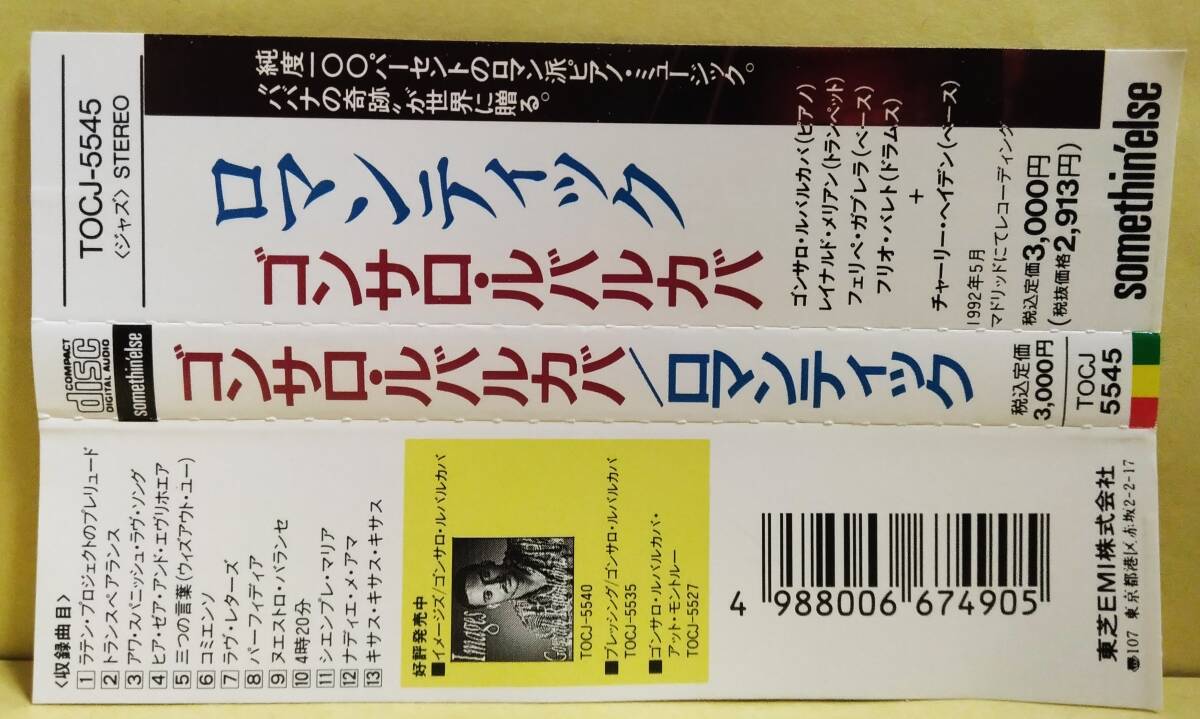 TOCJ-5545
〈ジャズ〉STEREO
純度一〇〇パーセントのロマン派ピアノ・ミュージック。
“ハバナの奇跡”が世界に贈る。
ロマンティック
ゴンサロ・ルバルカバ
ゴンサロ・ルバルカバ(ピアノ)
レイナルド・メリアン(トランペット)
フェリペ・ガブレラ(ベース)
フリオ・バレト(ドラムス)
+
チャーリー・ヘイデン(ベース)
1992年5月
マドリッドにてレコーディング
税込定価3,000円
(税抜価格2,913円)
somethin'else
COMPACT
disc
DIGITAL AUDIO
somethin'else
ゴンサロ・ルバルカバ/ロマンティック
税込定価
3,000円
TOCJ
5545
〈収録曲目〉
1 ラテン・プロジェクトのプレリュード
2 トランスペアランス
3 アワ・スパニッシュ・ラヴ・ソング
4 ヒア・ゼア・アンド・エヴリホエア
5 三つの言葉(ウィズアウト・ユー)
6 コミエンソ
7 ラヴ・レターズ
8 パーフィディア
9 ヌエストロ・バランセ
10 4時20分
11 シエンプレ・マリア
12 ナディエ・メ・アマ
13 キサス・キサス・キサス
好評発売中
■イメージズ/ゴンサロ・ルバルカバ
Images
TOCJ-5540
■ブレッシング/ゴンサロ・ルバルカバ
TOCJ-5535
■ゴンサロ・ルバルカバ・
アット・モントルー
TOCJ-5527
4 988006 674905
東芝EMI株式会社
〠107 東京都港区赤坂2-2-17